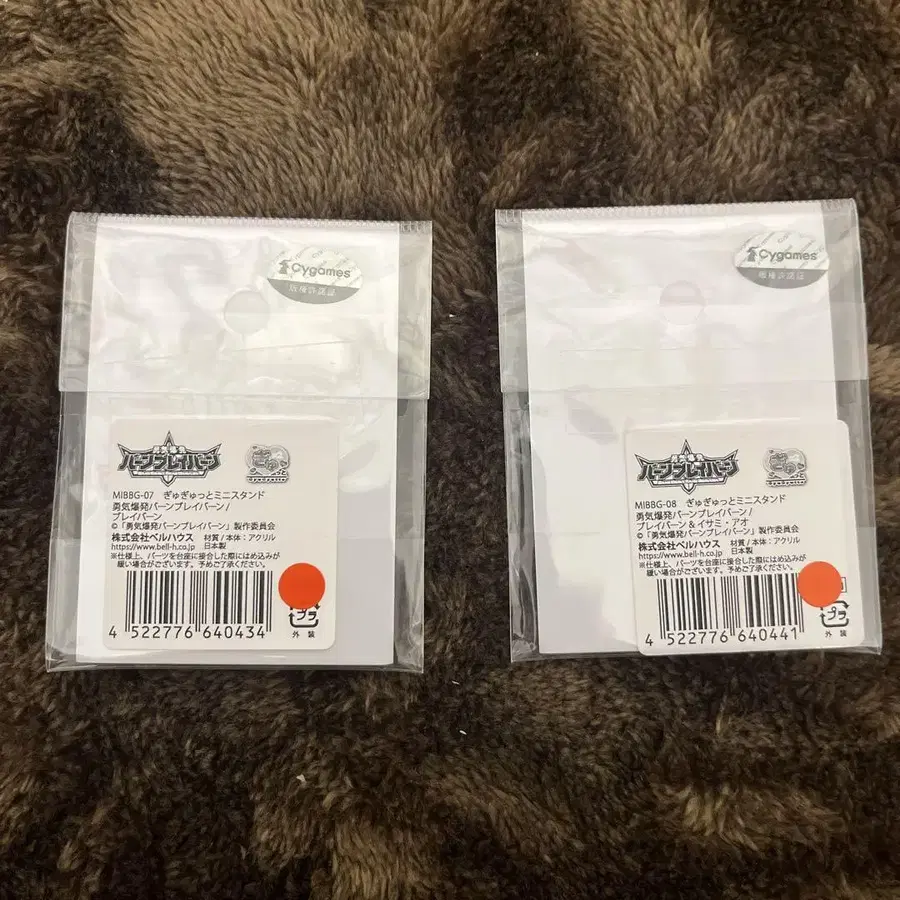 Cygames
版権許諾証
バーンブレイバーン
ぎゅぎゅっと
MIBBG-07 ぎゅぎゅっとミニスタンド
勇気爆発バーンブレイバーン/
ブレイバーン
©「勇気爆発バーンブレイバーン」製作委員会
株式会社ベルハウス 材質/本体:アクリル
https://www.bell-h.co.jp 日本製
※仕様上、パーツを台座に接合した際にはめ込みが
緩い場合がございます。予めご了承ください。
4 522776 640434
プラ
外装
Cygames
版権許諾証
バーンブレイバーン
MIBBG-08 ぎゅぎゅっとミニスタンド
勇気爆発バーンブレイバーン/
ブレイバーン&イサミ・アオ
©「勇気爆発バーンブレイバーン」製作委員会
株式会社ベルハウス 材質/本体:アクリル
https://www.bell-h.co.jp 日本製
※仕様上、パーツを台座に接合した際にはめ込みが
緩い場合がございます。予めご了承ください。
4 522776 640441
プラ
外装